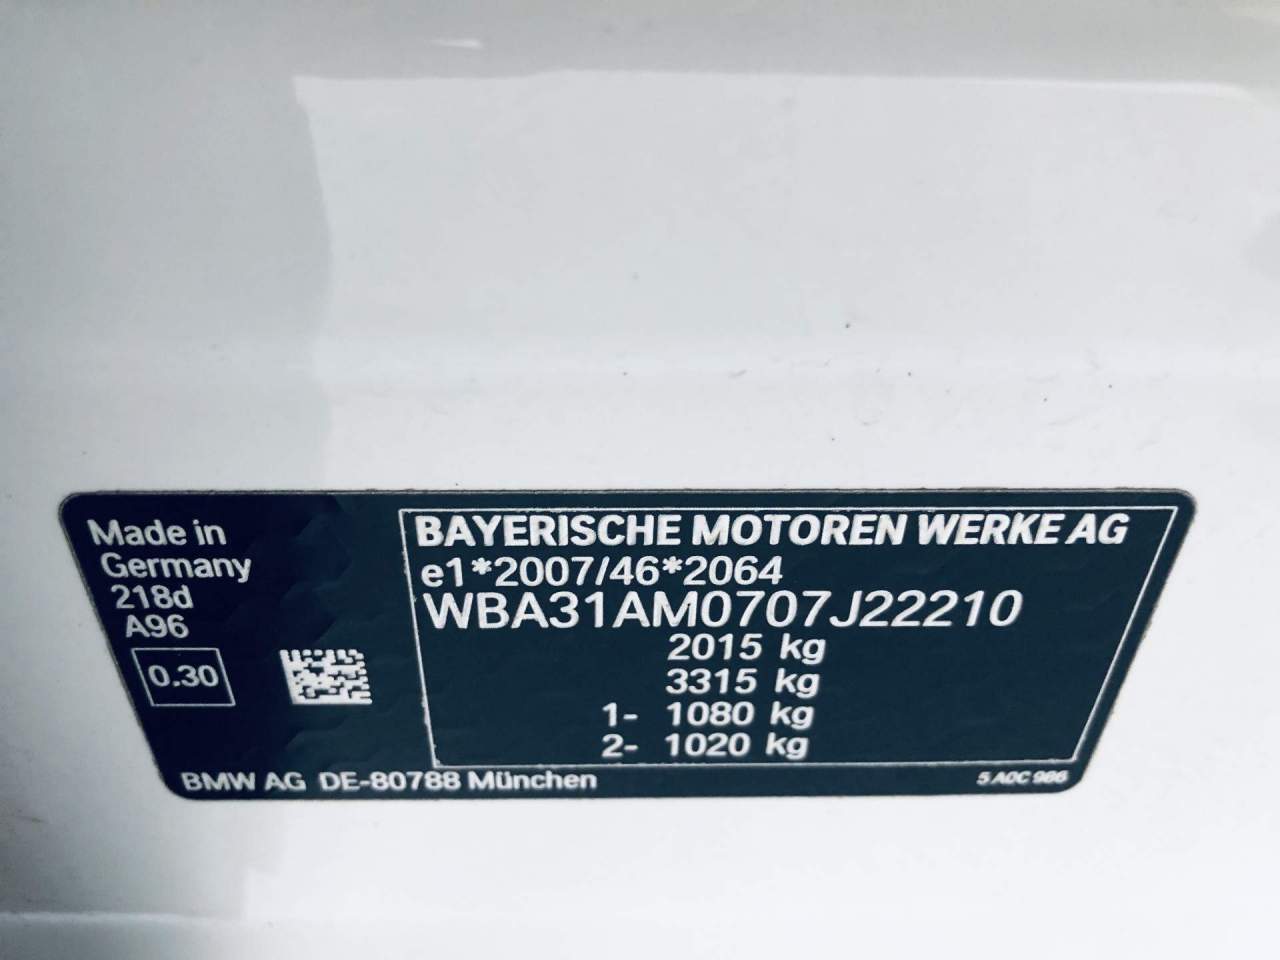 Made in
Germany
218d
A96
0.30
BAYERISCHE MOTOREN WERKE AG
e1*2007/46*2064
WBA31AM0707J22210
2015 kg
3315 kg
1- 1080 kg
2- 1020 kg
BMW AG DE-80788 München
5 A0C 986